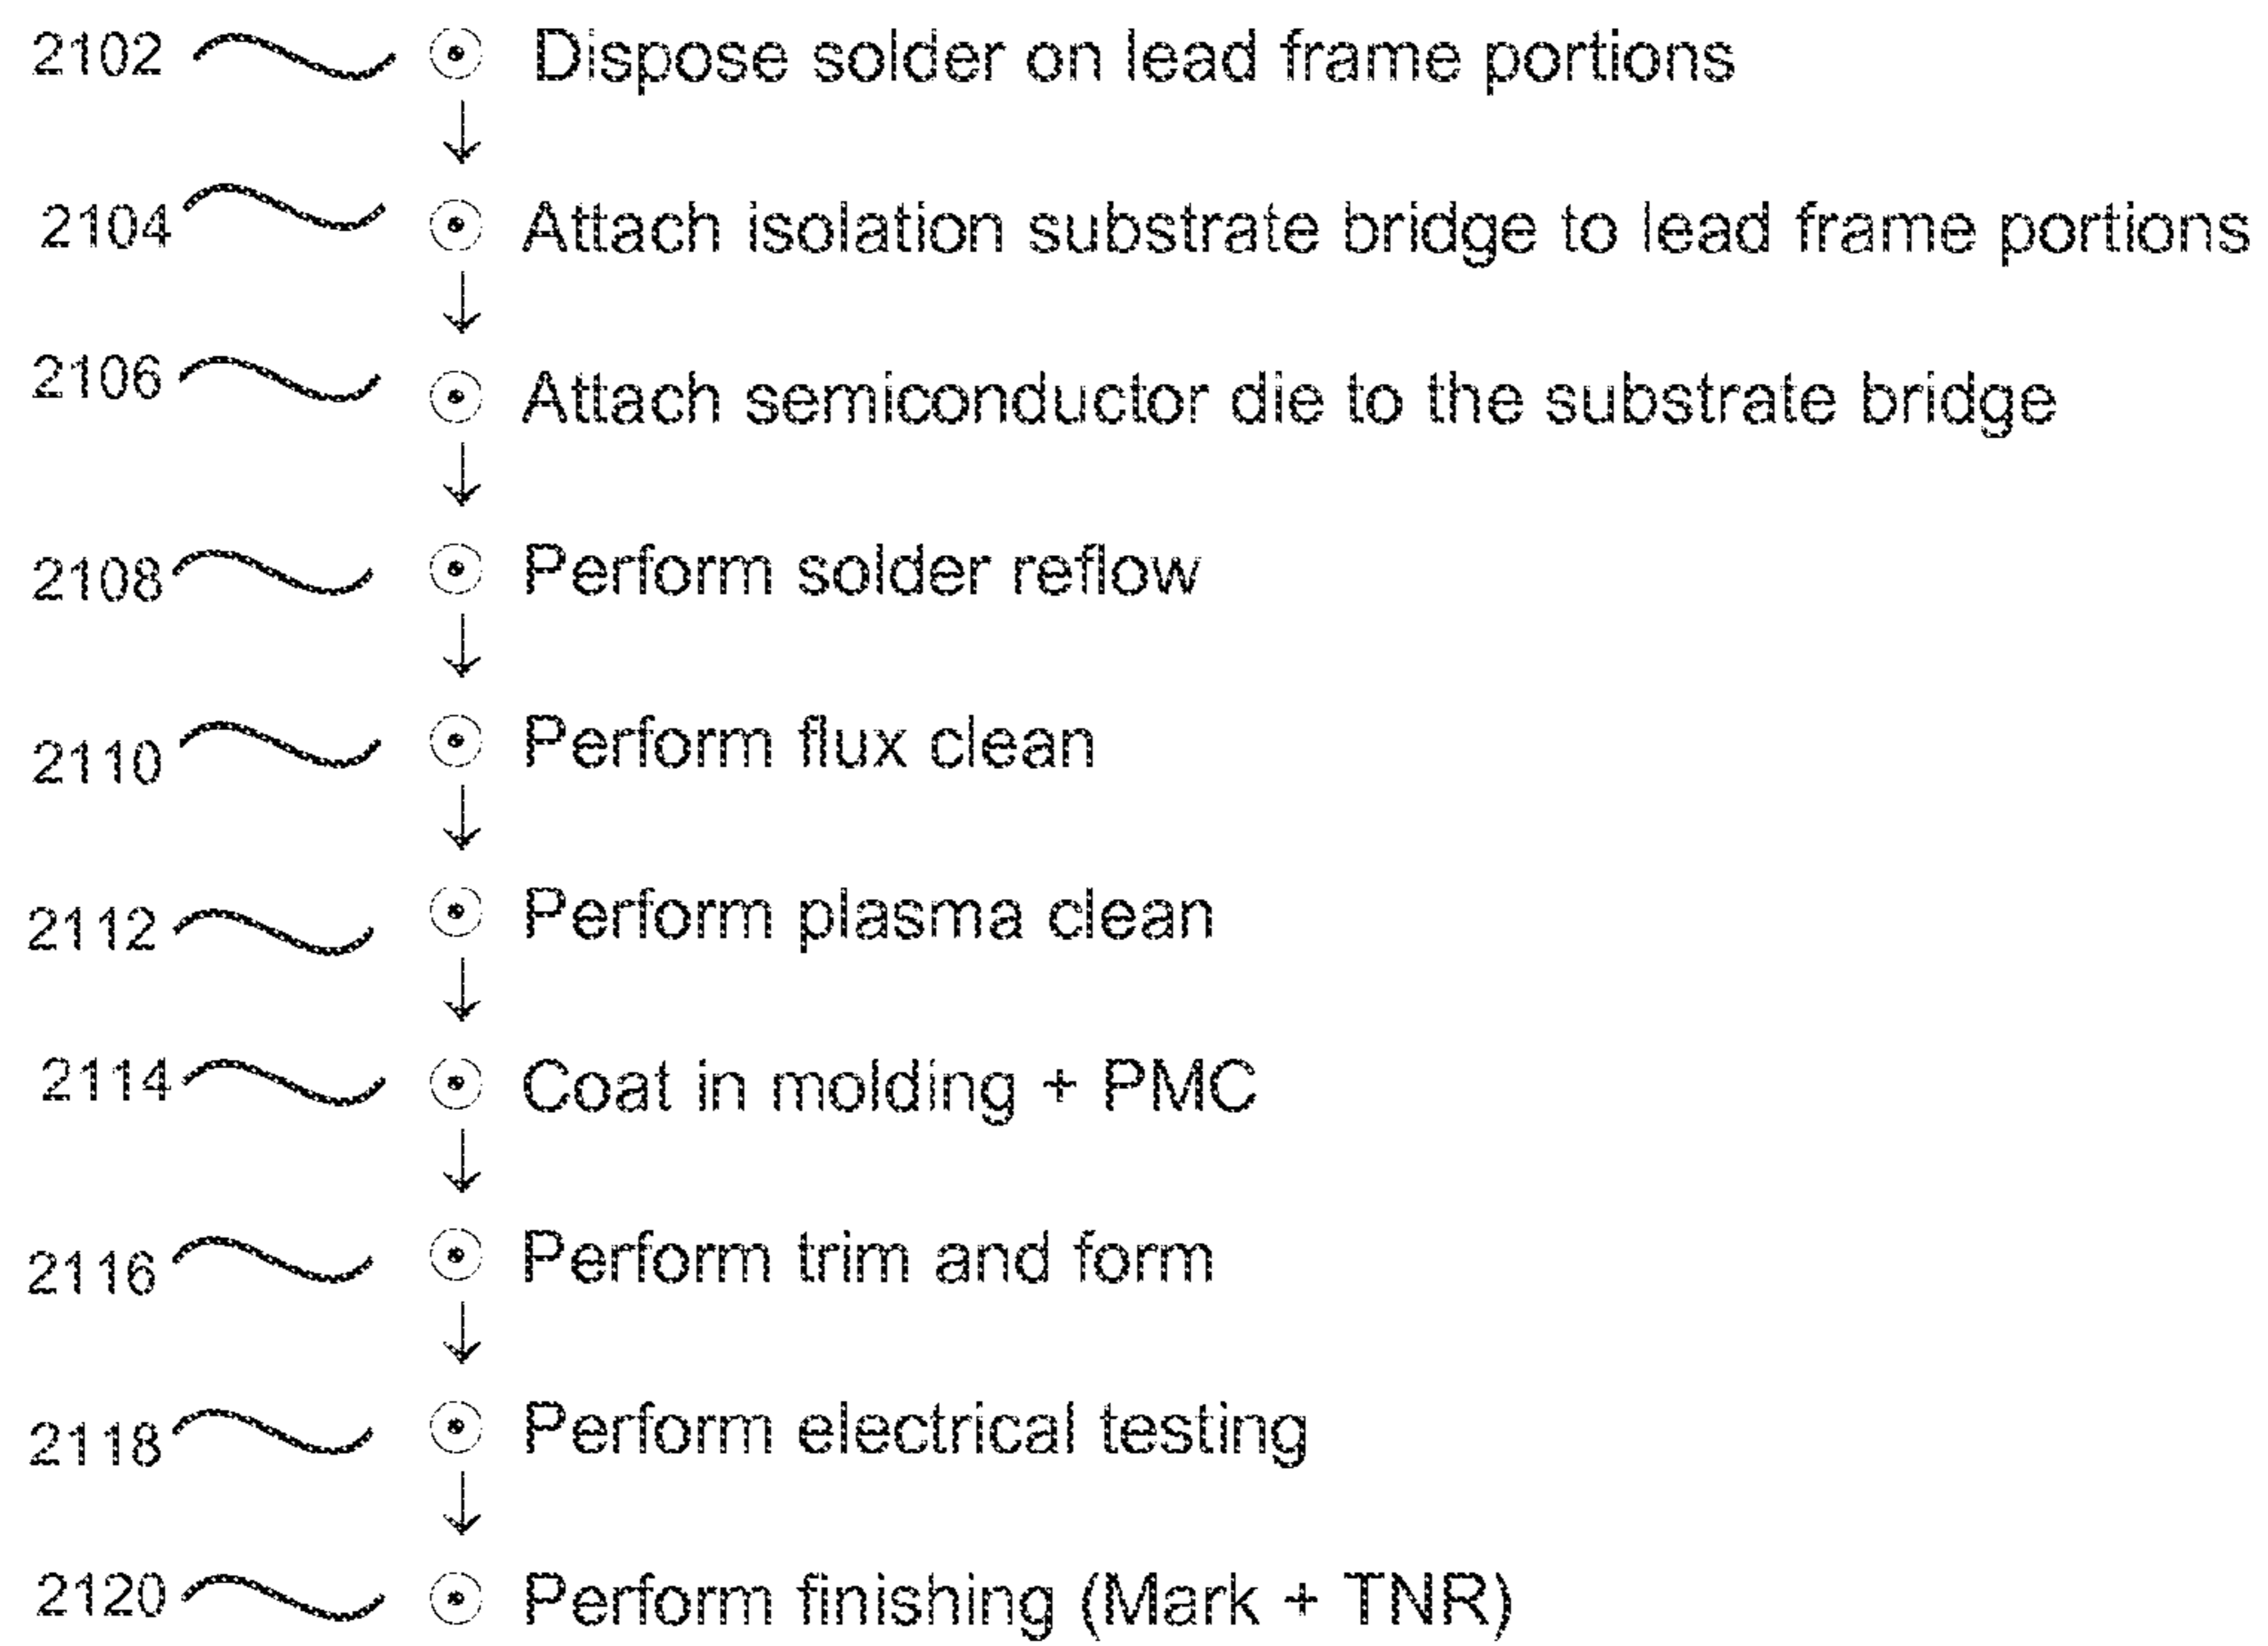 2102 Dispose solder on lead frame portions
2104 Attach isolation substrate bridge to lead frame portions
2106 Attach semiconductor die to the substrate bridge
2108 Perform solder reflow
2110 Perform flux clean
2112 Perform plasma clean
2114 Coat in molding + PMC
2116 Perform trim and form
2118 Perform electrical testing
2120 Perform finishing (Mark + TNR)